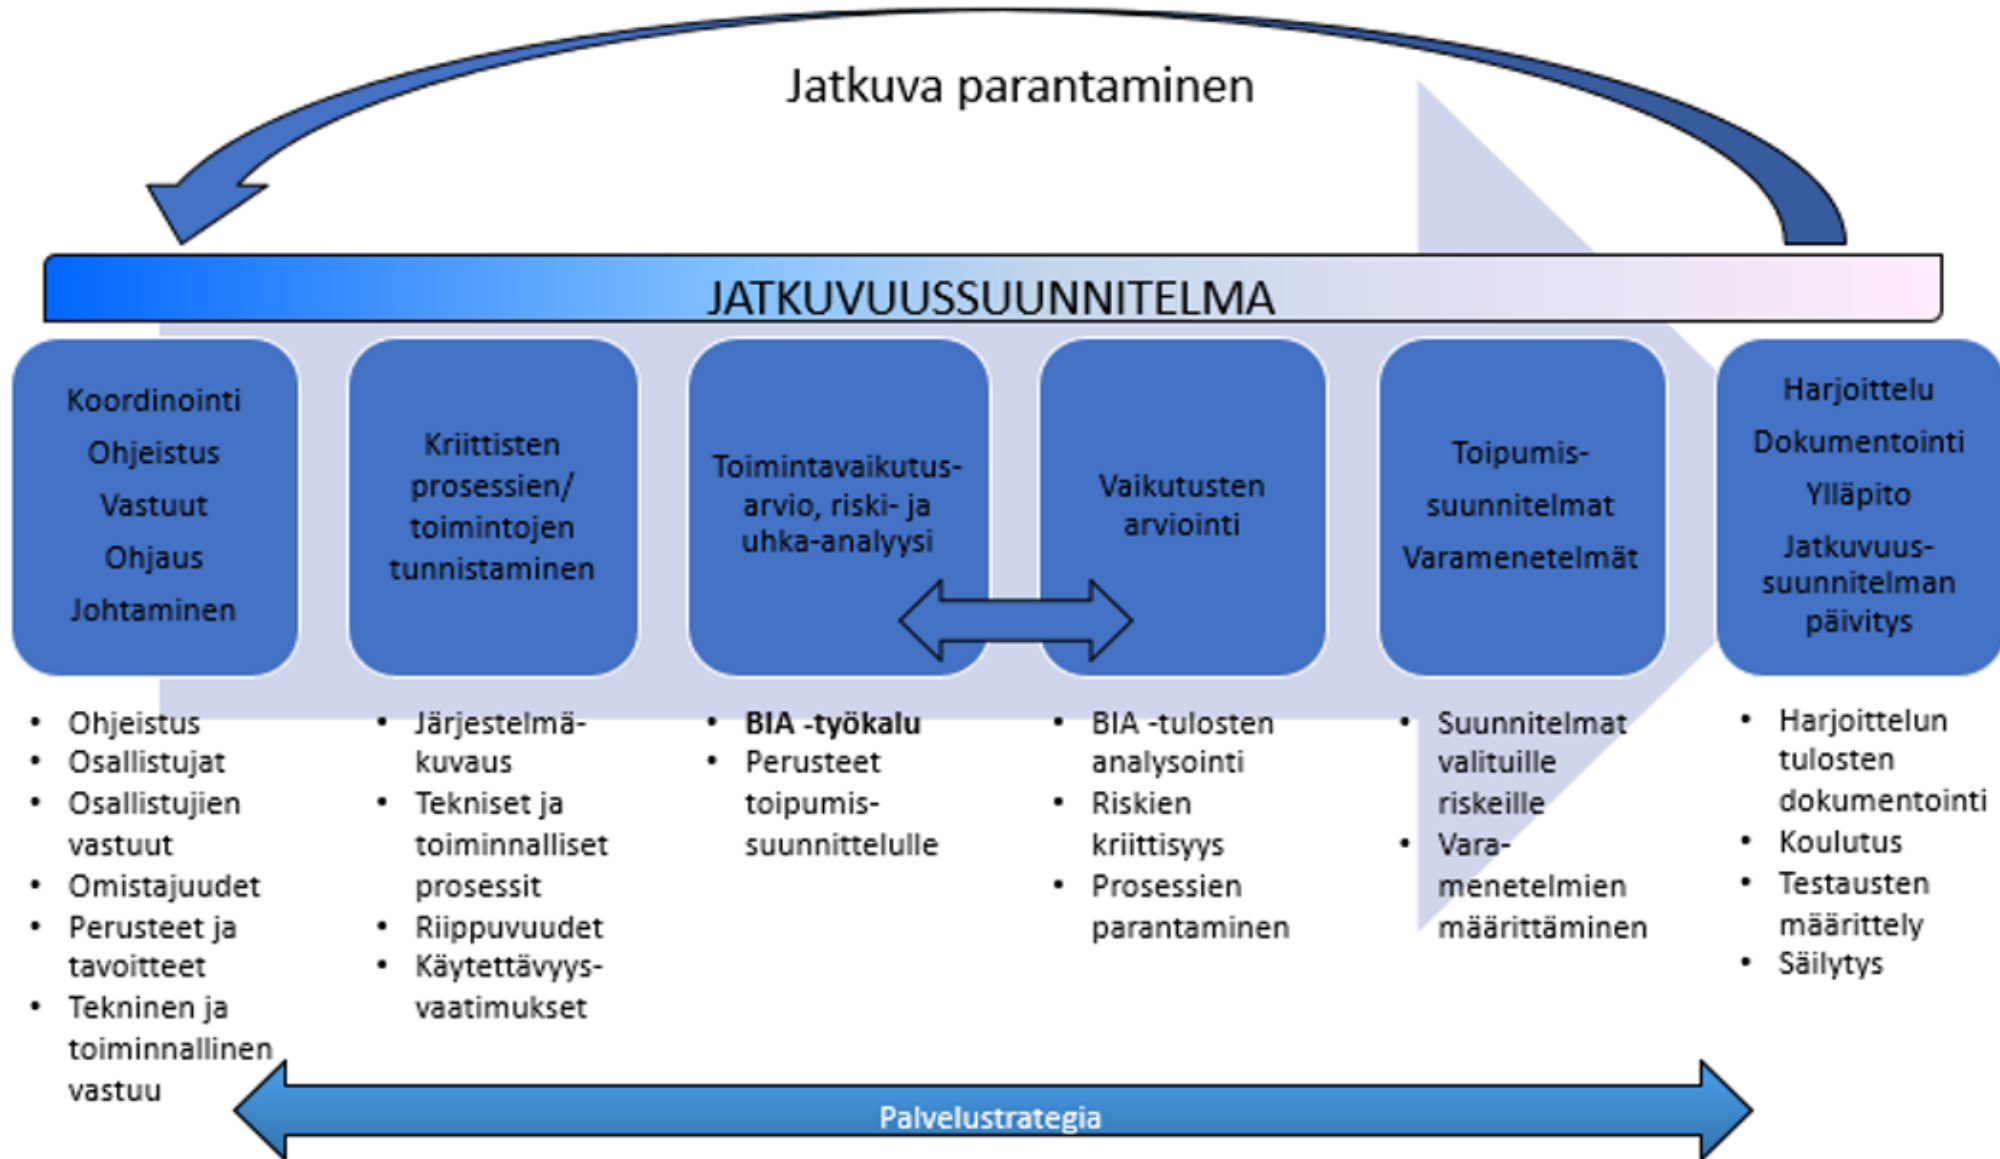 Jatkuva parantaminen
JATKUVUUSSUUNNITELMA
Koordinointi
Ohjeistus
Vastuut
Ohjaus
Johtaminen
Kriittisten
prosessien/
toimintojen
tunnistaminen
Toimintavaikutus-
arvio, riski- ja
uhka-analyysi
Vaikutusten
arviointi
Toipumis-
suunnitelmat
Varamenetelmät
Harjoittelu
Dokumentointi
Ylläpito
Jatkuvuus-
suunnitelman
päivitys
• Ohjeistus
• Osallistujat
• Osallistujien
vastuut
• Omistajuudet
• Perusteet ja
tavoitteet
• Tekninen ja
toiminnallinen
vastuu
• Järjestelmä-
kuvaus
• Tekniset ja
toiminnalliset
prosessit
• Riippuvuudet
• Käytettävyys-
vaatimukset
• BIA -työkalu
• Perusteet
toipumis-
suunnittelulle
• BIA -tulosten
analysointi
• Riskien
kriittisyys
• Prosessien
parantaminen
• Suunnitelmat
valituille
riskeille
• Vara-
menetelmien
määrittäminen
• Harjoittelun
tulosten
dokumentointi
• Koulutus
• Testausten
määrittely
• Säilytys
Palvelustrategia